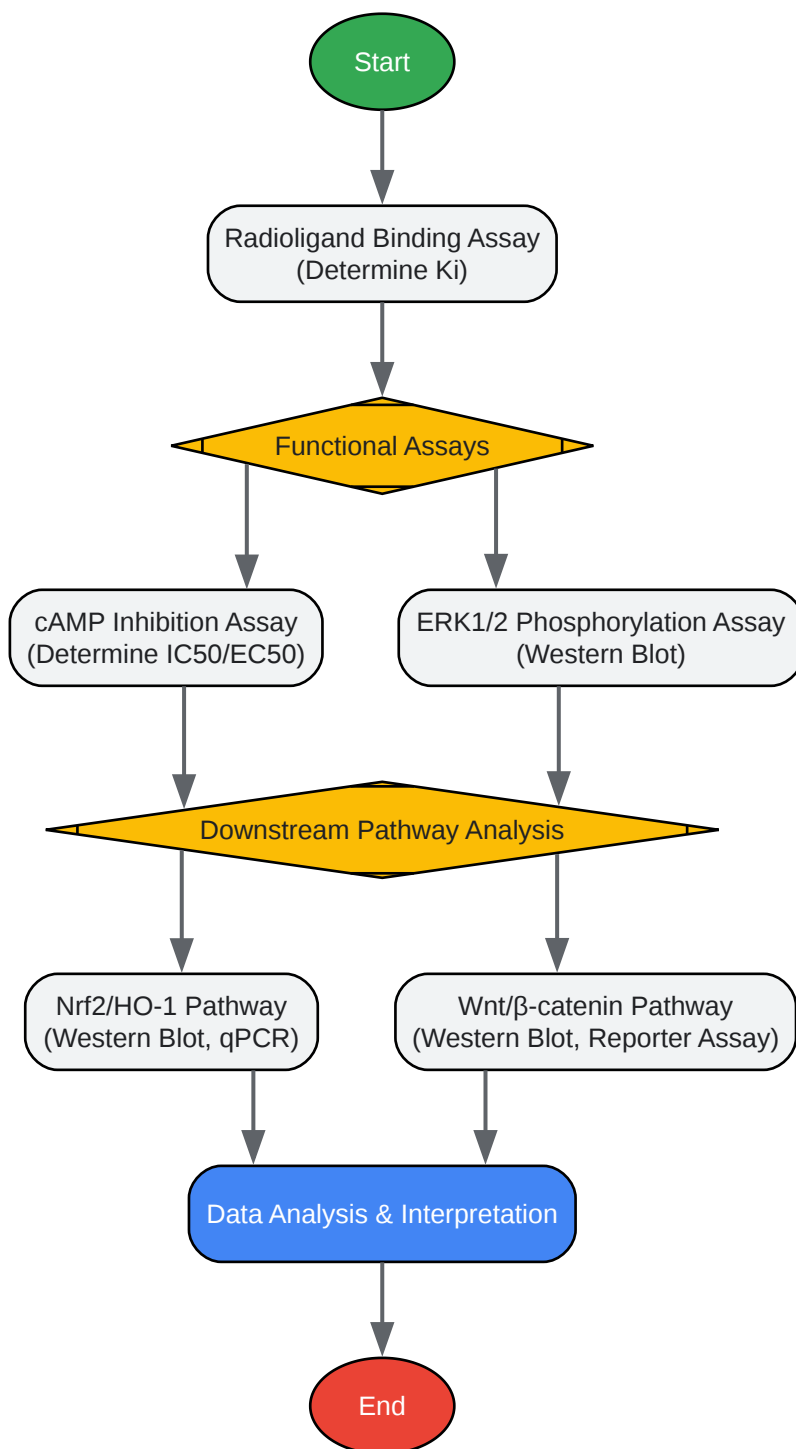 Start
Radioligand Binding Assay
(Determine Ki)
Functional Assays
cAMP Inhibition Assay
(Determine IC50/EC50)
ERK1/2 Phosphorylation Assay
(Western Blot)
Downstream Pathway Analysis
Nrf2/HO-1 Pathway
(Western Blot, qPCR)
Wnt/β-catenin Pathway
(Western Blot, Reporter Assay)
Data Analysis & Interpretation
End